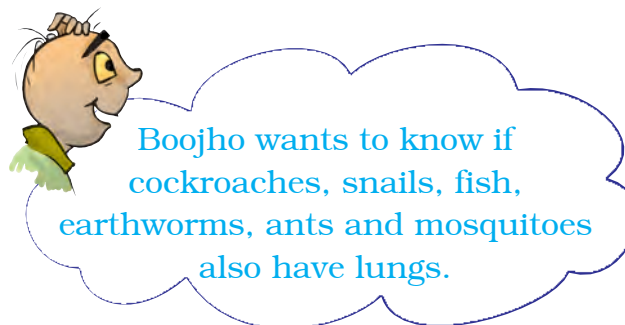 Boojho wants to know if
cockroaches, snails, fish,
earthworms, ants and mosquitoes
also have lungs.